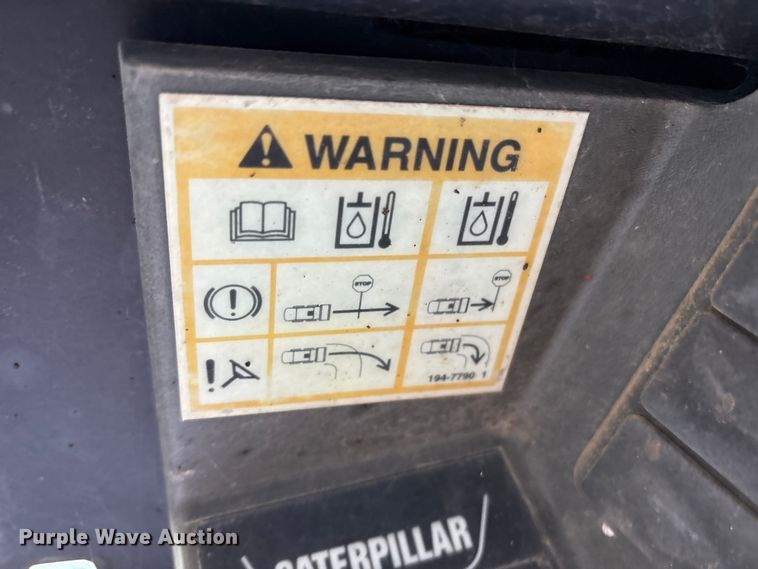 WARNING
STOP
STOP
194-7790 1
CATERPILLAR
Purple Wave Auction